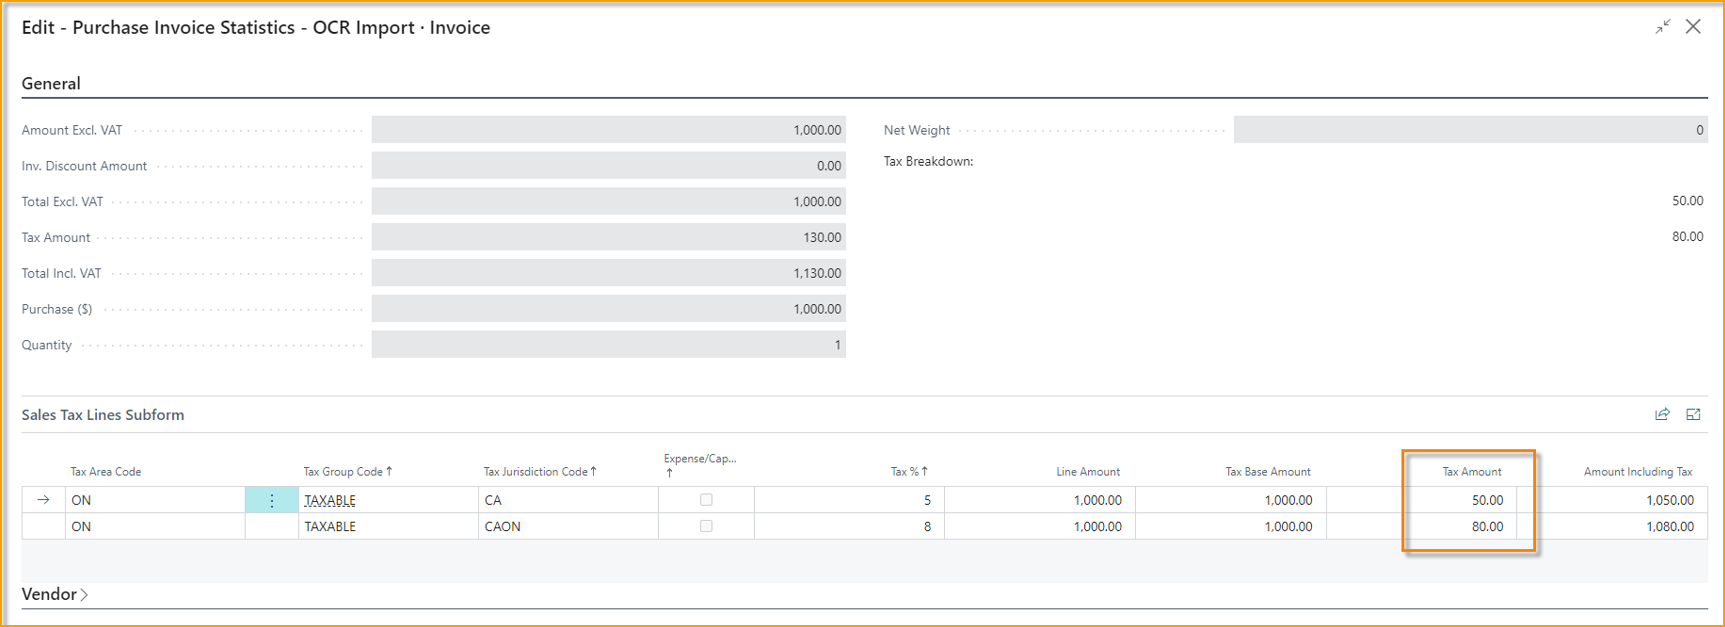 Edit - Purchase Invoice Statistics - OCR Import · Invoice
General
Amount Excl. VAT 1,000.00
Inv. Discount Amount 0.00
Total Excl. VAT 1,000.00
Tax Amount 130.00
Total Incl. VAT 1,130.00
Purchase ($) 1,000.00
Quantity 1
Net Weight 0
Tax Breakdown:
50.00
80.00
Sales Tax Lines Subform
Tax Area Code Tax Group Code ↑ Tax Jurisdiction Code ↑ Expense/Cap... ↑ Tax % ↑ Line Amount Tax Base Amount Tax Amount Amount Including Tax
ON TAXABLE CA 5 1,000.00 1,000.00 50.00 1,050.00
ON TAXABLE CAON 8 1,000.00 1,000.00 80.00 1,080.00
Vendor >